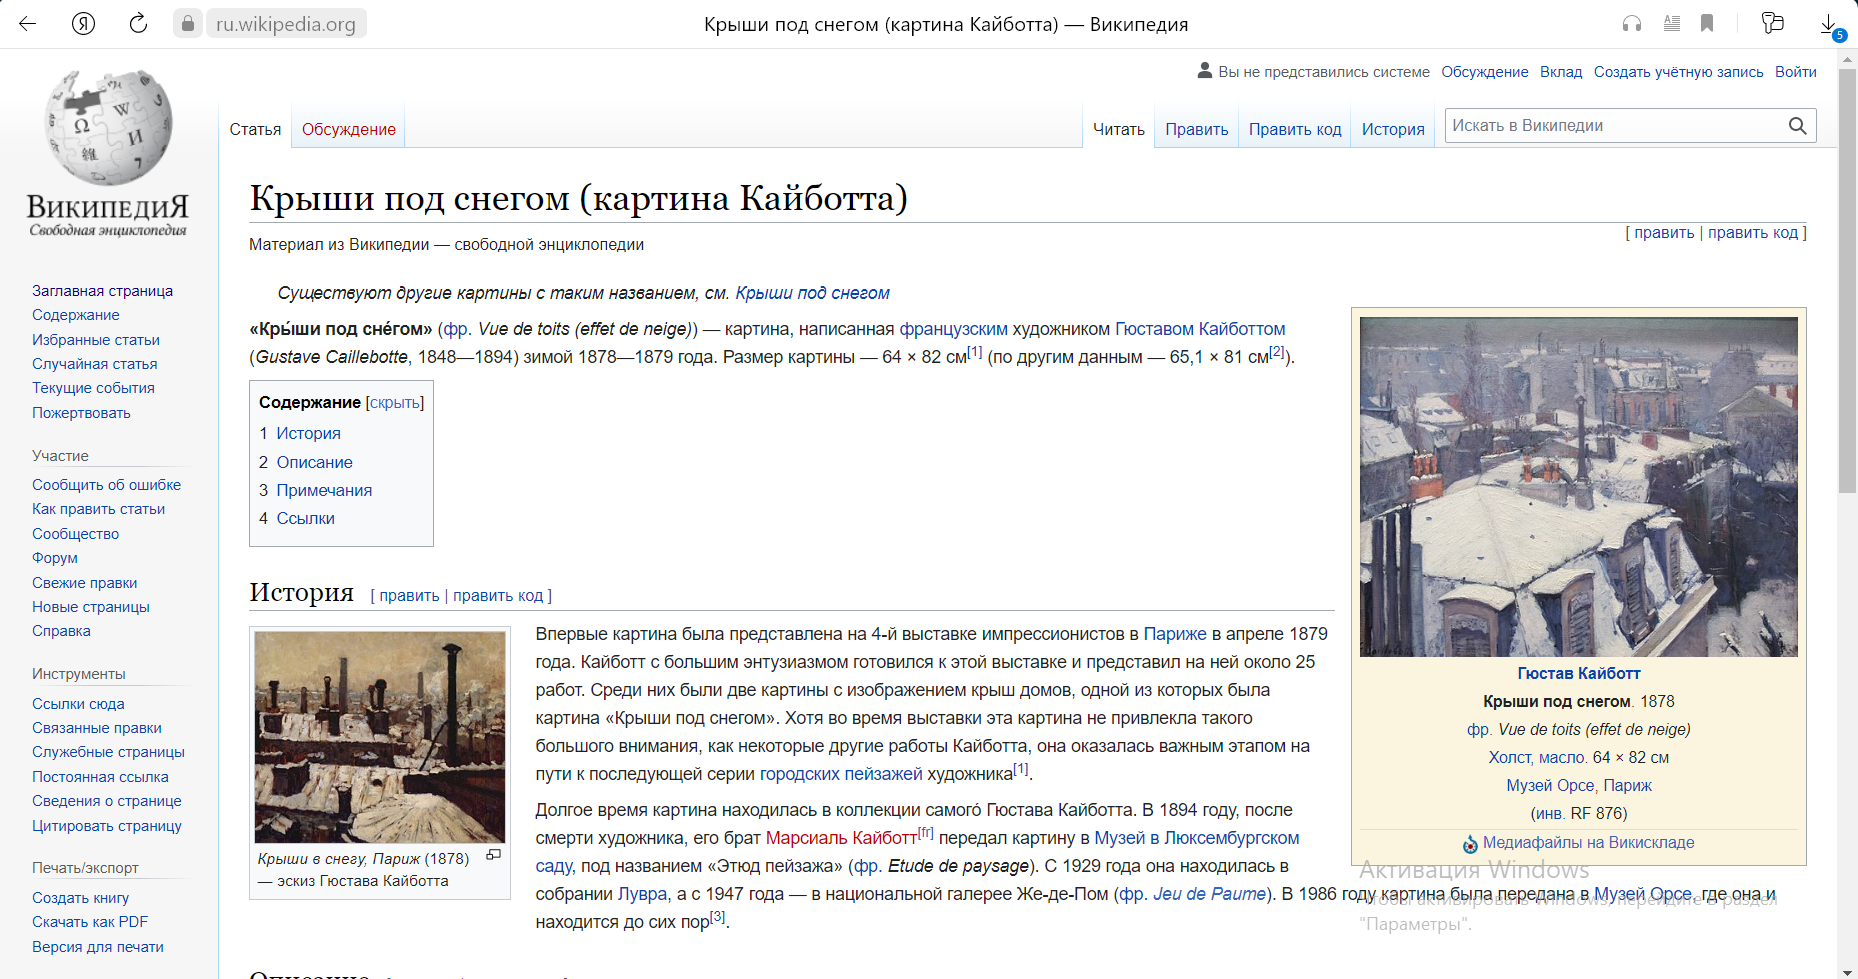 ru.wikipedia.org
Крыши под снегом (картина Кайботта) — Википедия
5
Вы не представились системе Обсуждение Вклад Создать учётную запись Войти
Статья Обсуждение Читать Править Править код История Искать в Википедии
ВИКИПЕДИЯ
Свободная энциклопедия
Заглавная страница
Содержание
Избранные статьи
Случайная статья
Текущие события
Пожертвовать
Участие
Сообщить об ошибке
Как править статьи
Сообщество
Форум
Свежие правки
Новые страницы
Справка
Инструменты
Ссылки сюда
Связанные правки
Служебные страницы
Постоянная ссылка
Сведения о странице
Цитировать страницу
Печать/экспорт
Создать книгу
Скачать как PDF
Версия для печати
Крыши под снегом (картина Кайботта)
[ править | править код ]
Материал из Википедии — свободной энциклопедии
Существуют другие картины с таким названием, см. Крыши под снегом
«Кры́ши под сне́гом» (фр. Vue de toits (effet de neige)) — картина, написанная французским художником Гюставом Кайботтом
(Gustave Caillebotte, 1848—1894) зимой 1878—1879 года. Размер картины — 64 × 82 см[1] (по другим данным — 65,1 × 81 см[2]).
Содержание [скрыть]
1 История
2 Описание
3 Примечания
4 Ссылки
История [ править | править код ]
Крыши в снегу, Париж (1878)
— эскиз Гюстава Кайботта
Впервые картина была представлена на 4-й выставке импрессионистов в Париже в апреле 1879
года. Кайботт с большим энтузиазмом готовился к этой выставке и представил на ней около 25
работ. Среди них были две картины с изображением крыш домов, одной из которых была
картина «Крыши под снегом». Хотя во время выставки эта картина не привлекла такого
большого внимания, как некоторые другие работы Кайботта, она оказалась важным этапом на
пути к последующей серии городских пейзажей художника[1].
Долгое время картина находилась в коллекции самого́ Гюстава Кайботта. В 1894 году, после
смерти художника, его брат Марсиаль Кайботт[fr] передал картину в Музей в Люксембургском
саду, под названием «Этюд пейзажа» (фр. Etude de paysage). С 1929 года она находилась в
собрании Лувра, а с 1947 года — в национальной галерее Же-де-Пом (фр. Jeu de Paume). В 1986 году картина была передана в Музей Орсе, где она и
находится до сих пор[3].
Гюстав Кайботт
Крыши под снегом. 1878
фр. Vue de toits (effet de neige)
Холст, масло. 64 × 82 см
Музей Орсе, Париж
(инв. RF 876)
Медиафайлы на Викискладе
Активация Windows
Чтобы активировать Windows, перейдите в раздел
"Параметры".
Описание